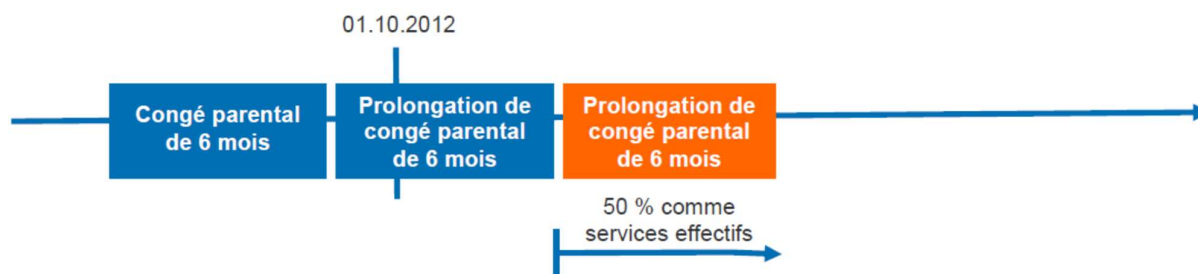 01.10.2012
Congé parental
de 6 mois
Prolongation de
congé parental
de 6 mois
Prolongation de
congé parental
de 6 mois
50 % comme
services effectifs